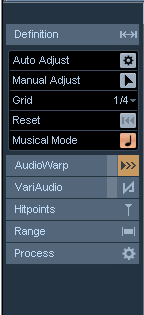 Definition
Auto Adjust
Manual Adjust
Grid 1/4
Reset
Musical Mode
AudioWarp
VariAudio
Hitpoints
Range
Process